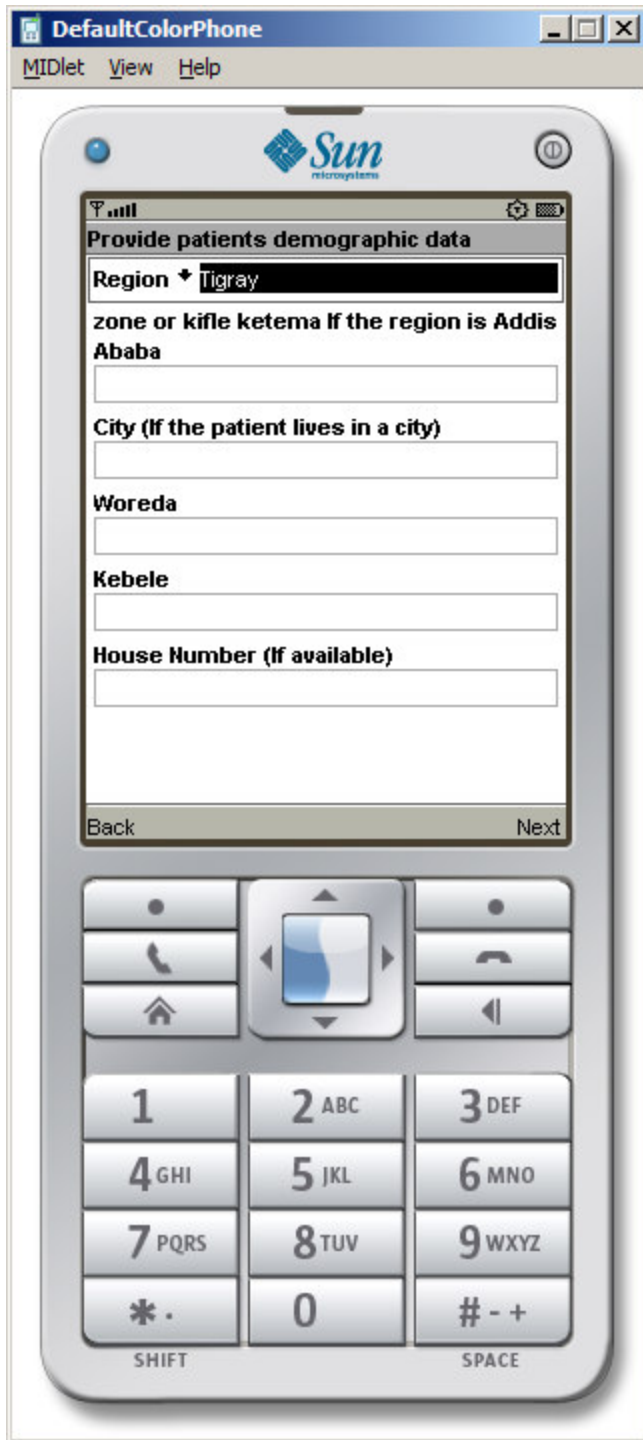 DefaultColorPhone
MIDlet View Help
Sun
microsystems
Provide patients demographic data
Region Tigray
zone or kifle ketema If the region is Addis
Ababa
City (If the patient lives in a city)
Woreda
Kebele
House Number (If available)
Back Next
1 2 ABC 3 DEF
4 GHI 5 JKL 6 MNO
7 PQRS 8 TUV 9 WXYZ
* . 0 # - +
SHIFT SPACE